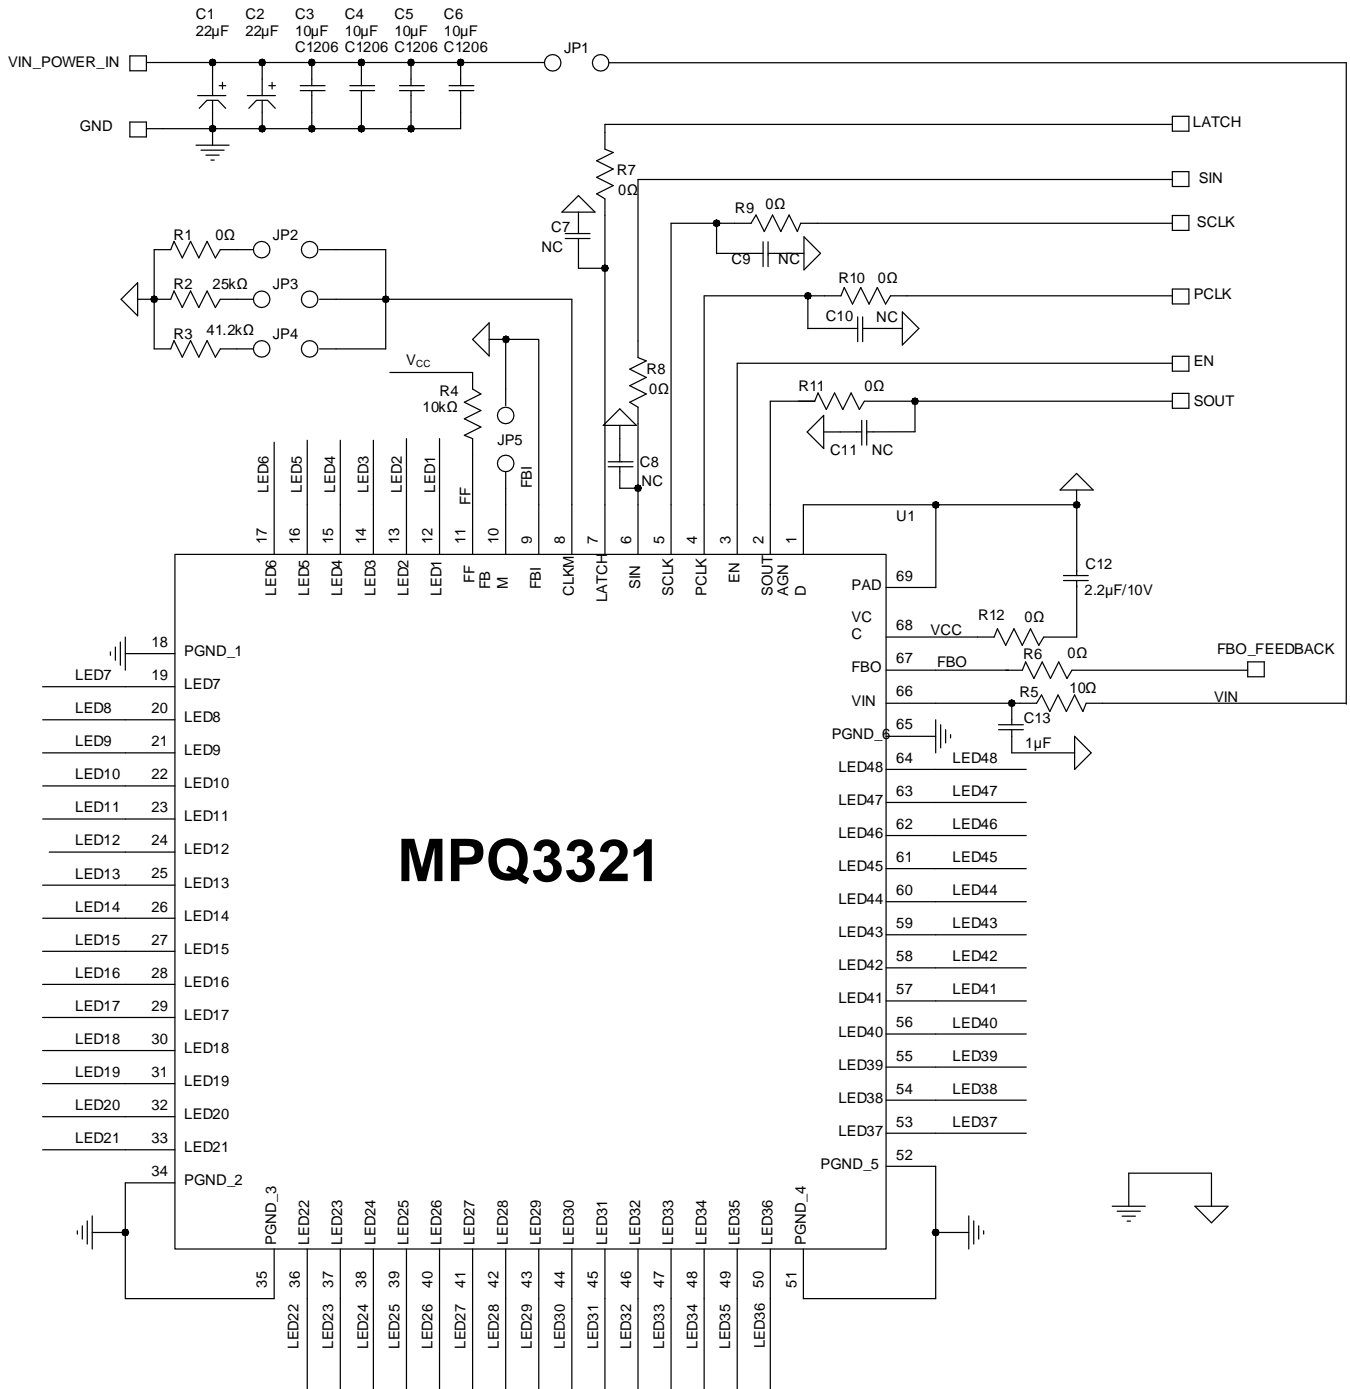 C1 C2 C3 C4 C5 C6
22µF 22µF 10µF 10µF 10µF 10µF
C1206 C1206 C1206 C1206
VIN_POWER_IN
JP1
GND
LATCH
R7
0Ω
SIN
C7
NC
R9 0Ω
SCLK
C9 NC
R1 0Ω JP2
R2 25kΩ JP3
R3 41.2kΩ JP4
R10 0Ω
PCLK
C10 NC
VCC
R4
10kΩ
R8
0Ω
EN
R11 0Ω
SOUT
C11 NC
JP5
C8
NC
LED6 LED5 LED4 LED3 LED2 LED1 FF FBI
17 16 15 14 13 12 11 10 9 8 7 6 5 4 3 2 1
U1
LED6 LED5 LED4 LED3 LED2 LED1 FF FB M FBI CLKM LATCH SIN SCLK PCLK EN SOUT AGN D
PAD 69
C12
2.2µF/10V
VC
C 68 VCC R12 0Ω
FBO 67 FBO R6 0Ω
FBO_FEEDBACK
VIN 66 R5 10Ω VIN
C13
1µF
PGND_6 65
18 PGND_1
LED7 19 LED7
LED8 20 LED8
LED9 21 LED9
LED10 22 LED10
LED11 23 LED11
LED12 24 LED12
LED13 25 LED13
LED14 26 LED14
LED15 27 LED15
LED16 28 LED16
LED17 29 LED17
LED18 30 LED18
LED19 31 LED19
LED20 32 LED20
LED21 33 LED21
34 PGND_2
MPQ3321
LED48 64 LED48
LED47 63 LED47
LED46 62 LED46
LED45 61 LED45
LED44 60 LED44
LED43 59 LED43
LED42 58 LED42
LED41 57 LED41
LED40 56 LED40
LED39 55 LED39
LED38 54 LED38
LED37 53 LED37
PGND_5 52
PGND_3 LED22 LED23 LED24 LED25 LED26 LED27 LED28 LED29 LED30 LED31 LED32 LED33 LED34 LED35 LED36 PGND_4
35 36 37 38 39 40 41 42 43 44 45 46 47 48 49 50 51
LED22 LED23 LED24 LED25 LED26 LED27 LED28 LED29 LED30 LED31 LED32 LED33 LED34 LED35 LED36